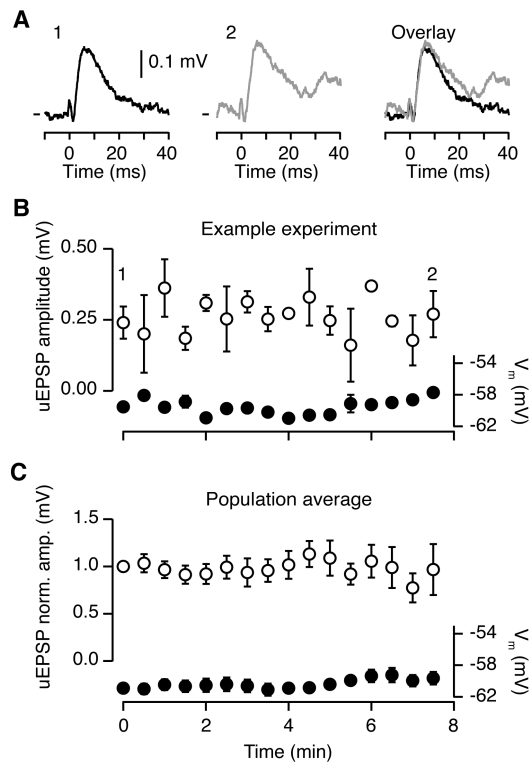 A
1
2
Overlay
0.1 mV
0 20 40
0 20 40
0 20 40
Time (ms)
Time (ms)
Time (ms)
B
Example experiment
uEPSP amplitude (mV)
0.50
0.25
0.00
1
2
-54
-58
-62
Vm (mV)
C
Population average
uEPSP norm. amp. (mV)
1.5
1.0
0.5
0.0
-54
-58
-62
Vm (mV)
0 2 4 6 8
Time (min)